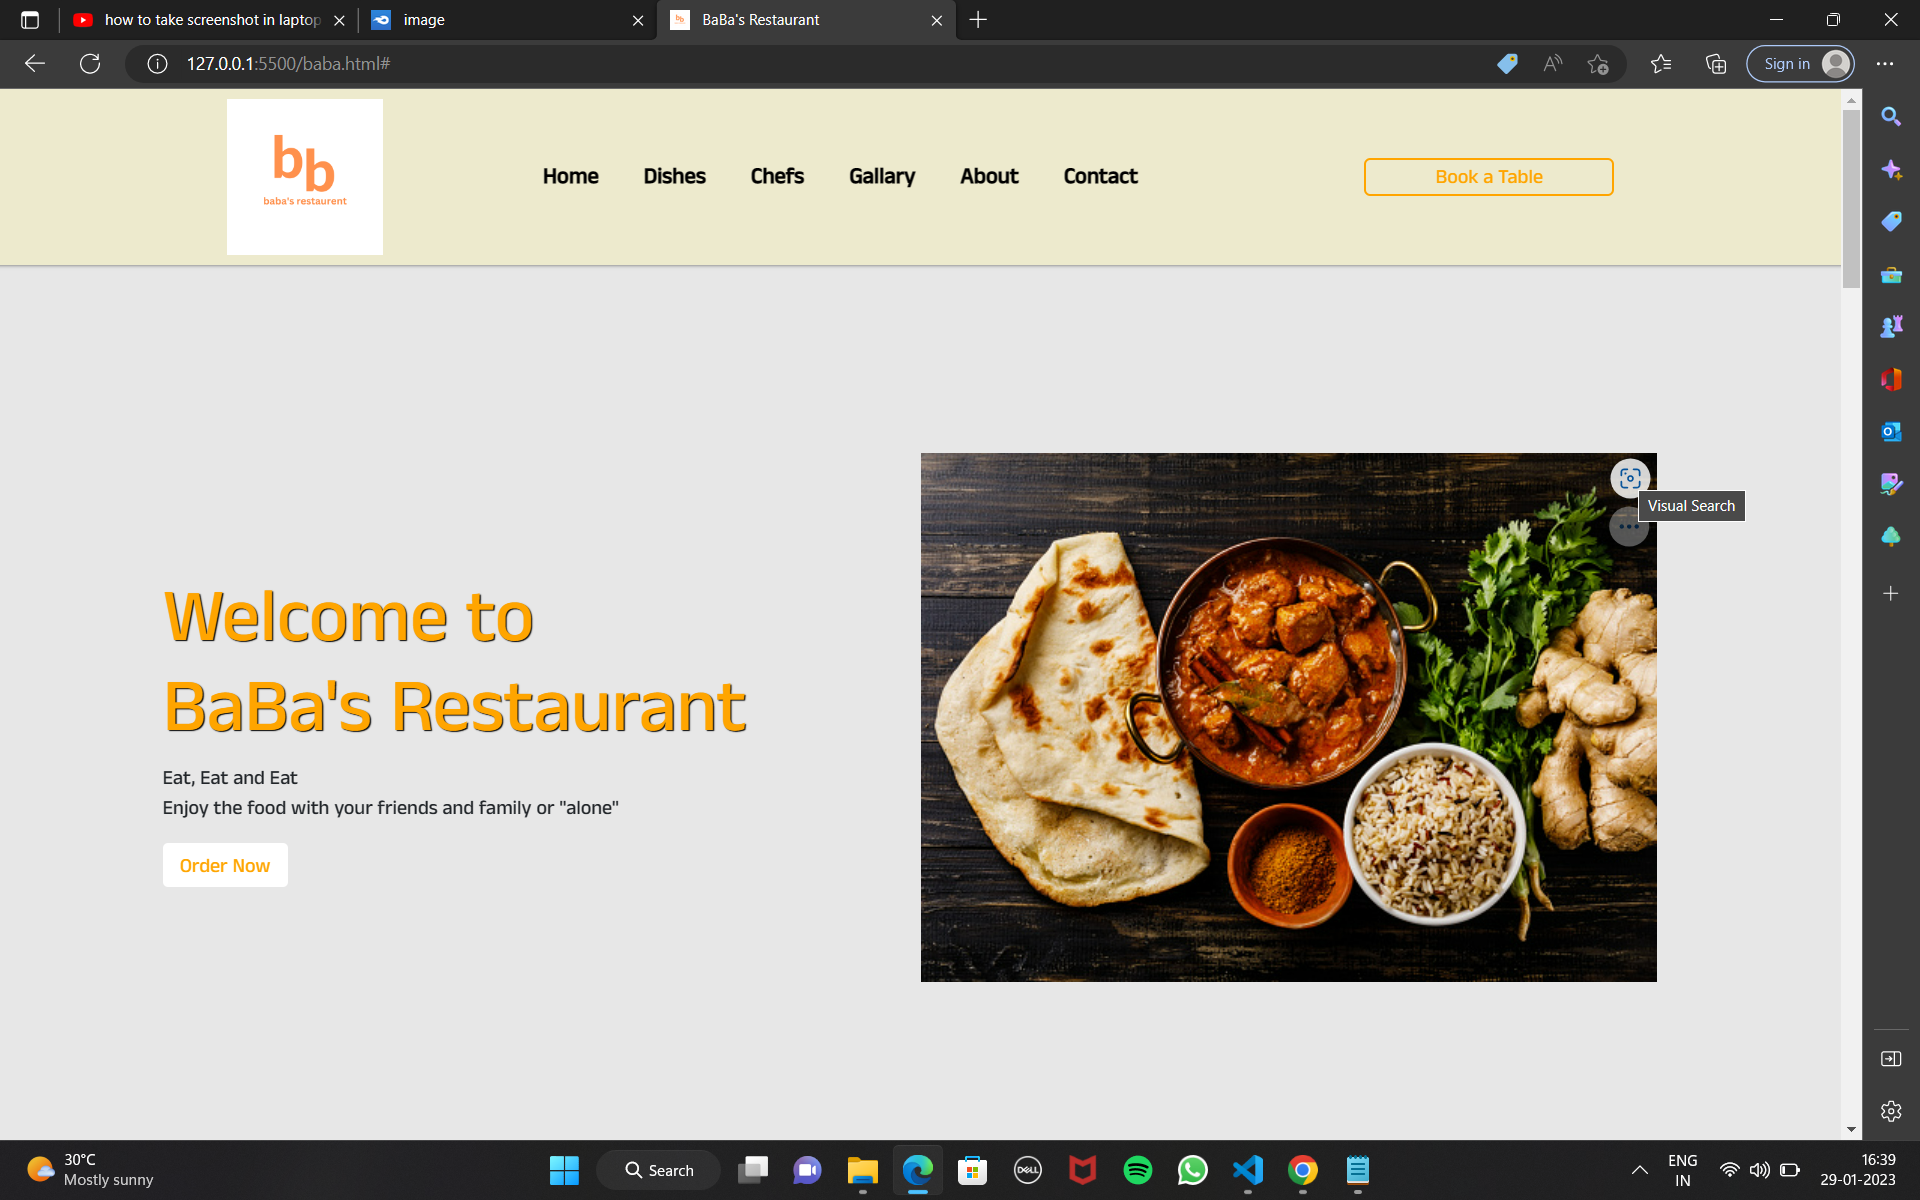 how to take screenshot in laptop
image
BaBa's Restaurant
127.0.0.1:5500/baba.html#
Sign in
bb
baba's restaurent
Home
Dishes
Chefs
Gallary
About
Contact
Book a Table
Visual Search
Welcome to
BaBa's Restaurant
Eat, Eat and Eat
Enjoy the food with your friends and family or "alone"
Order Now
30°C
Mostly sunny
Search
DELL
ENG
IN
16:39
29-01-2023